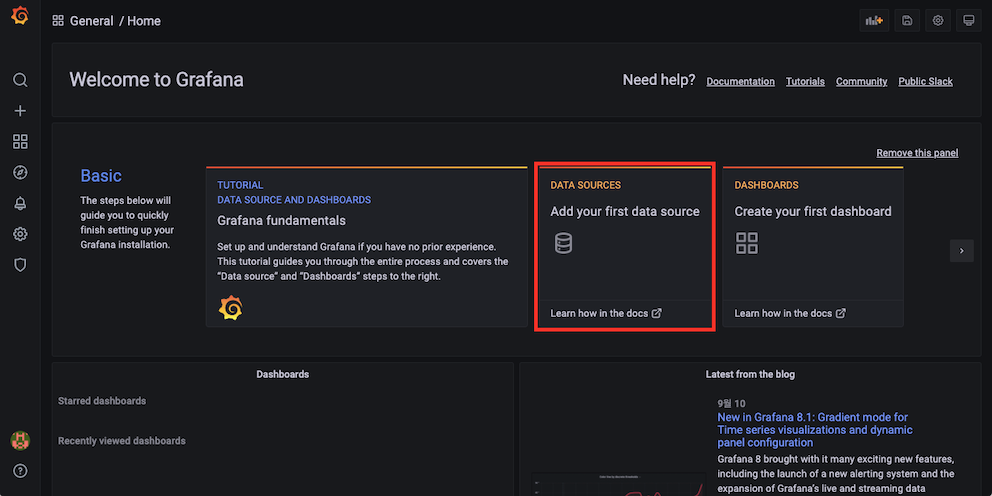 General / Home
Welcome to Grafana
Need help?
Documentation
Tutorials
Community
Public Slack
Remove this panel
Basic
The steps below will
guide you to quickly
finish setting up your
Grafana installation.
TUTORIAL
DATA SOURCE AND DASHBOARDS
Grafana fundamentals
Set up and understand Grafana if you have no prior experience.
This tutorial guides you through the entire process and covers the
“Data source” and “Dashboards” steps to the right.
DATA SOURCES
Add your first data source
Learn how in the docs
DASHBOARDS
Create your first dashboard
Learn how in the docs
Dashboards
Starred dashboards
Recently viewed dashboards
Latest from the blog
9월 10
New in Grafana 8.1: Gradient mode for
Time series visualizations and dynamic
panel configuration
Grafana 8 brought with it many exciting new features,
including the launch of a new alerting system and the
expansion of Grafana’s live and streaming data